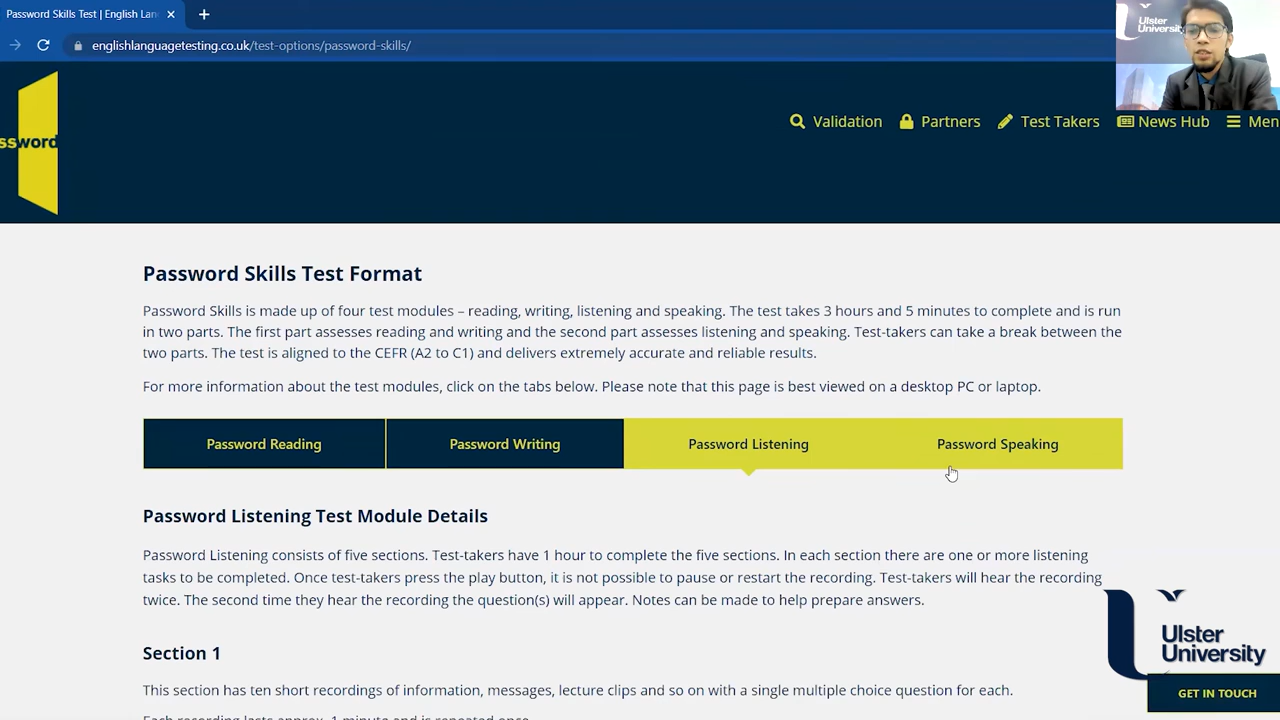 Password Skills Test | English Lan
englishlanguagetesting.co.uk/test-options/password-skills/
Ulster
University
ssword
Validation
Partners
Test Takers
News Hub
Men
Password Skills Test Format
Password Skills is made up of four test modules – reading, writing, listening and speaking. The test takes 3 hours and 5 minutes to complete and is run
in two parts. The first part assesses reading and writing and the second part assesses listening and speaking. Test-takers can take a break between the
two parts. The test is aligned to the CEFR (A2 to C1) and delivers extremely accurate and reliable results.
For more information about the test modules, click on the tabs below. Please note that this page is best viewed on a desktop PC or laptop.
Password Reading
Password Writing
Password Listening
Password Speaking
Password Listening Test Module Details
Password Listening consists of five sections. Test-takers have 1 hour to complete the five sections. In each section there are one or more listening
tasks to be completed. Once test-takers press the play button, it is not possible to pause or restart the recording. Test-takers will hear the recording
twice. The second time they hear the recording the question(s) will appear. Notes can be made to help prepare answers.
Section 1
This section has ten short recordings of information, messages, lecture clips and so on with a single multiple choice question for each.
Each recording lasts approx. 1 minute and is repeated once.
Ulster
University
GET IN TOUCH